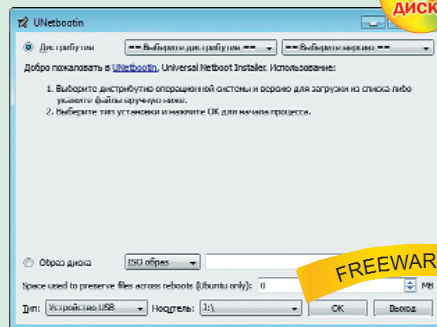 ДИСК
UNetbootin
Дистрибутив == Выберите дистрибутив == == Выберите версию ==
Добро пожаловать в UNetbootin, Universal Netboot Installer. Использование:
1. Выберите дистрибутив операционной системы и версию для загрузки из списка либо
укажите файлы вручную ниже.
2. Выберите тип установки и нажмите OK для начала процесса.
Образ диска ISO образ
FREEWAR
Space used to preserve files across reboots (Ubuntu only): 0 MB
Тип: Устройство USB Носитель: J:\ OK Выход